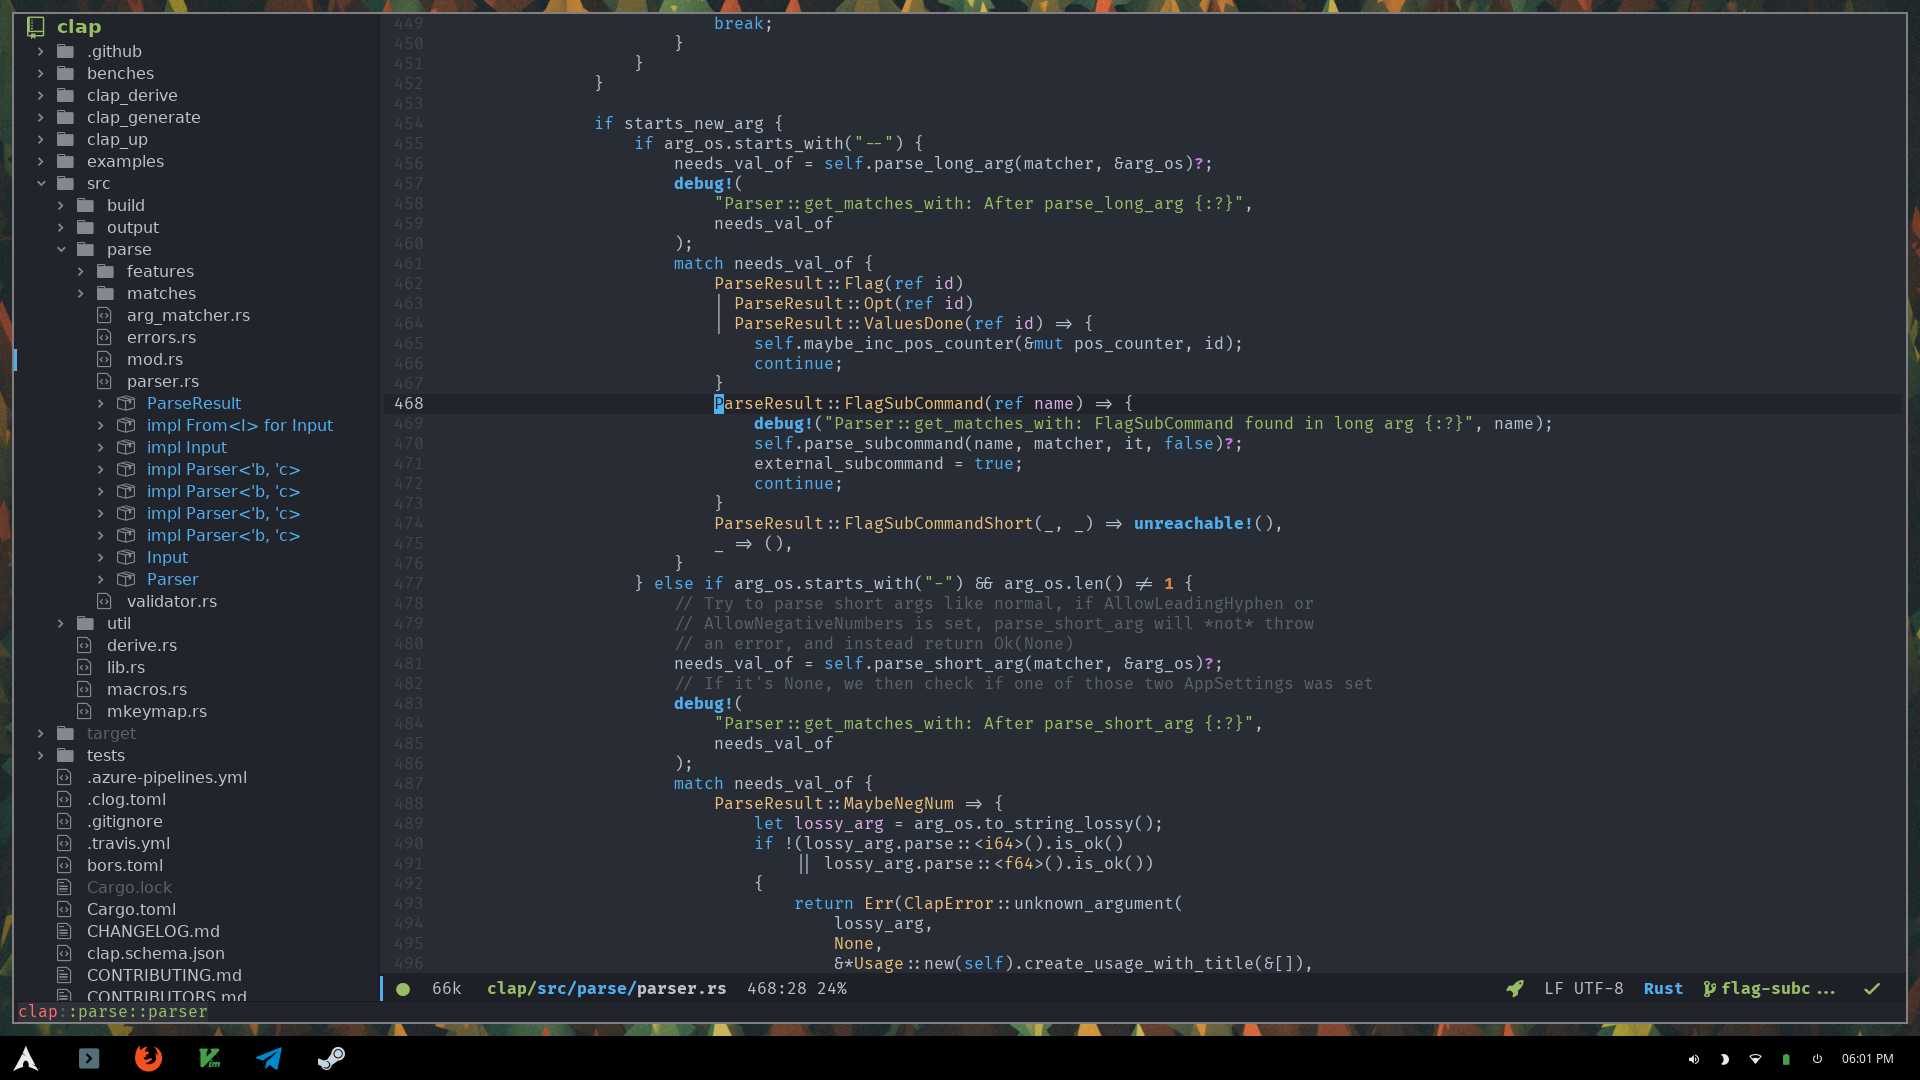 clap
.github
benches
clap_derive
clap_generate
clap_up
examples
src
build
output
parse
features
matches
arg_matcher.rs
errors.rs
mod.rs
parser.rs
ParseResult
impl From<I> for Input
impl Input
impl Parser<'b, 'c>
impl Parser<'b, 'c>
impl Parser<'b, 'c>
impl Parser<'b, 'c>
Input
Parser
validator.rs
util
derive.rs
lib.rs
macros.rs
mkeymap.rs
target
tests
.azure-pipelines.yml
.clog.toml
.gitignore
.travis.yml
bors.toml
Cargo.lock
Cargo.toml
CHANGELOG.md
clap.schema.json
CONTRIBUTING.md
CONTRIBUTORS.md
449 break;
450 }
451 }
452 }
453
454 if starts_new_arg {
455 if arg_os.starts_with("--") {
456 needs_val_of = self.parse_long_arg(matcher, &arg_os)?;
457 debug!(
458 "Parser::get_matches_with: After parse_long_arg {:?}",
459 needs_val_of
460 );
461 match needs_val_of {
462 ParseResult::Flag(ref id)
463 | ParseResult::Opt(ref id)
464 | ParseResult::ValuesDone(ref id) => {
465 self.maybe_inc_pos_counter(&mut pos_counter, id);
466 continue;
467 }
468 ParseResult::FlagSubCommand(ref name) => {
469 debug!("Parser::get_matches_with: FlagSubCommand found in long arg {:?}", name);
470 self.parse_subcommand(name, matcher, it, false)?;
471 external_subcommand = true;
472 continue;
473 }
474 ParseResult::FlagSubCommandShort(_, _) => unreachable!(),
475 _ => (),
476 }
477 } else if arg_os.starts_with("-") && arg_os.len() != 1 {
478 // Try to parse short args like normal, if AllowLeadingHyphen or
479 // AllowNegativeNumbers is set, parse_short_arg will *not* throw
480 // an error, and instead return Ok(None)
481 needs_val_of = self.parse_short_arg(matcher, &arg_os)?;
482 // If it's None, we then check if one of those two AppSettings was set
483 debug!(
484 "Parser::get_matches_with: After parse_short_arg {:?}",
485 needs_val_of
486 );
487 match needs_val_of {
488 ParseResult::MaybeNegNum => {
489 let lossy_arg = arg_os.to_string_lossy();
490 if !(lossy_arg.parse::<i64>().is_ok()
491 || lossy_arg.parse::<f64>().is_ok())
492 {
493 return Err(ClapError::unknown_argument(
494 lossy_arg,
495 None,
496 &*Usage::new(self).create_usage_with_title(&[]),
66k clap/src/parse/parser.rs 468:28 24% LF UTF-8 Rust flag-subc...
clap::parse::parser
Vim
06:01 PM